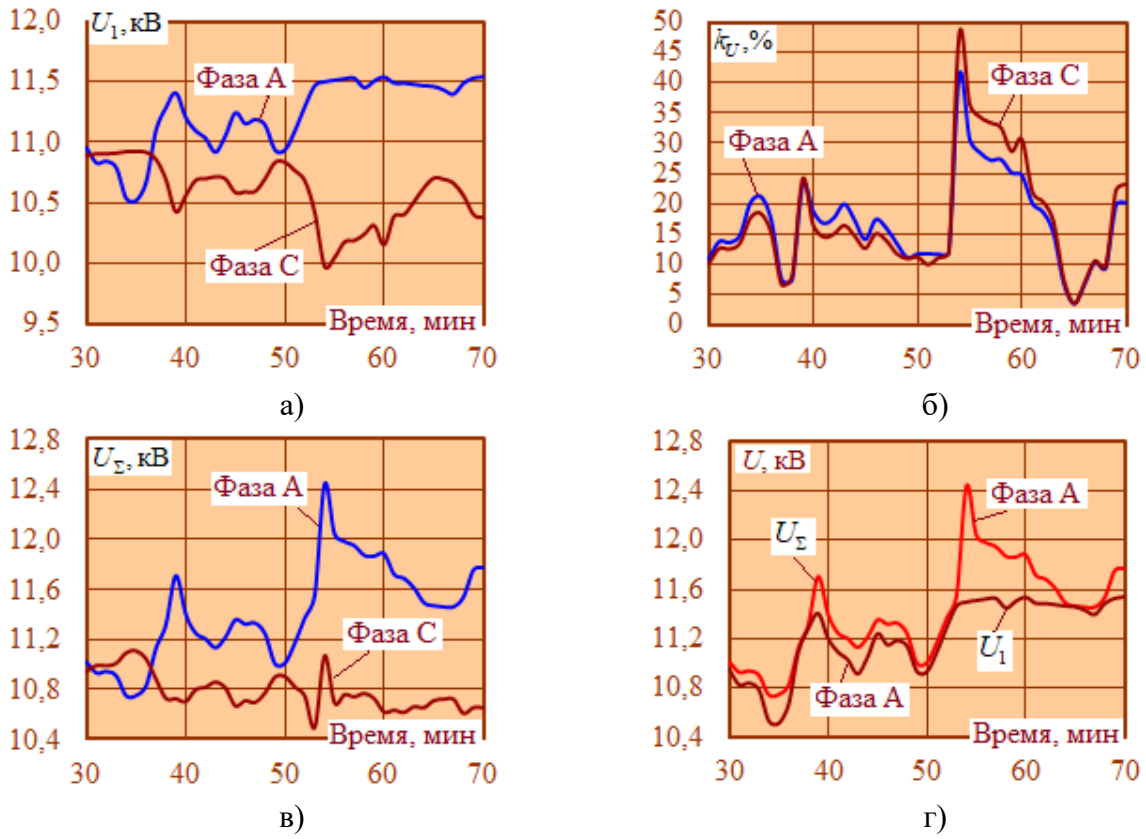 12,0
11,5
11,0
10,5
10,0
9,5
U₁, кВ
Фаза А
Фаза С
Время, мин
30 40 50 60 70
а)
50
45
40
35
30
25
20
15
10
5
0
k_U, %
Фаза С
Фаза А
Время, мин
30 40 50 60 70
б)
12,8
12,4
12,0
11,6
11,2
10,8
10,4
U_Σ, кВ
Фаза А
Фаза С
Время, мин
30 40 50 60 70
в)
12,8
12,4
12,0
11,6
11,2
10,8
10,4
U, кВ
Фаза А
U_Σ
U₁
Фаза А
Время, мин
30 40 50 60 70
г)